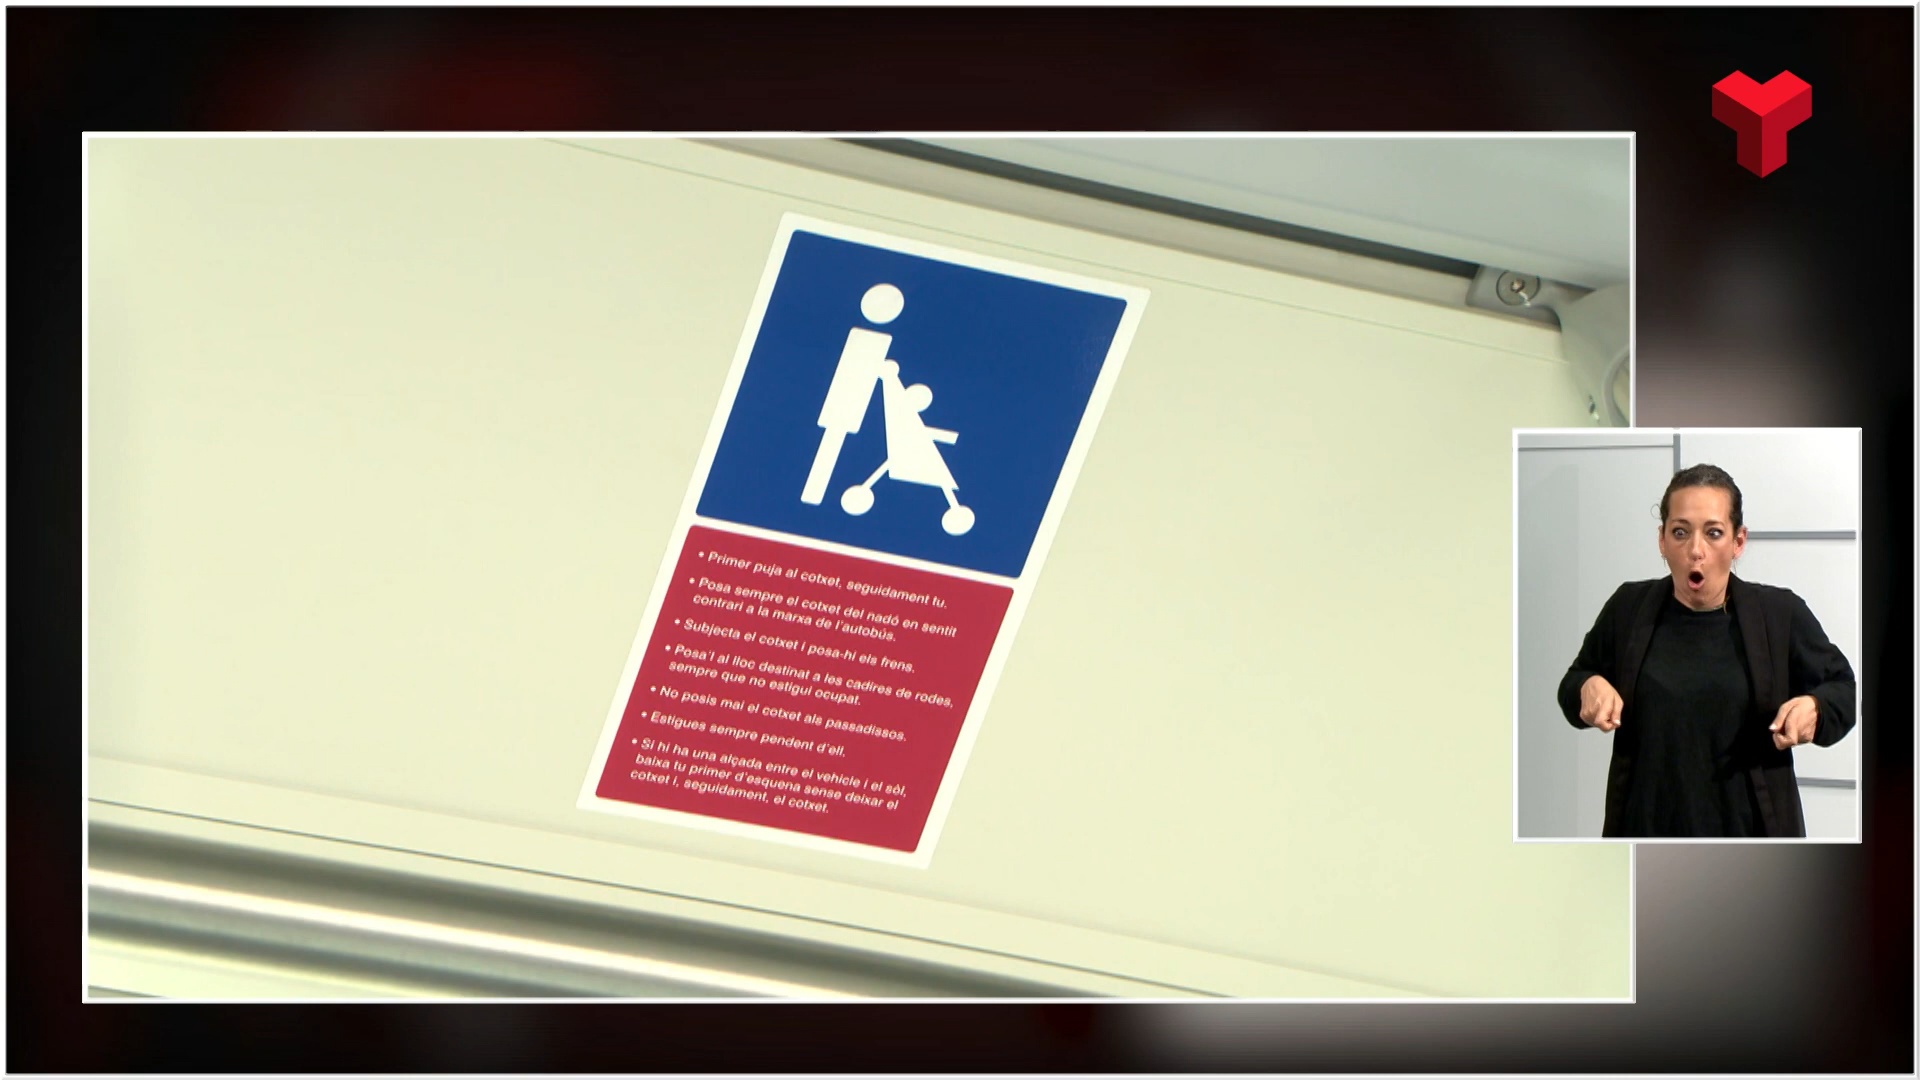 • Primer puja al cotxet, seguidament tu.
• Posa sempre el cotxet del nadó en sentit
contrari a la marxa de l'autobús.
• Subjecta el cotxet i posa-hi els frens.
• Posa'l al lloc destinat a les cadires de rodes,
sempre que no estigui ocupat.
• No posis mai el cotxet als passadissos.
• Estigues sempre pendent d'ell.
• Si hi ha una alçada entre el vehicle i el sòl,
baixa tu primer d'esquena sense deixar el
cotxet i, seguidament, el cotxet.